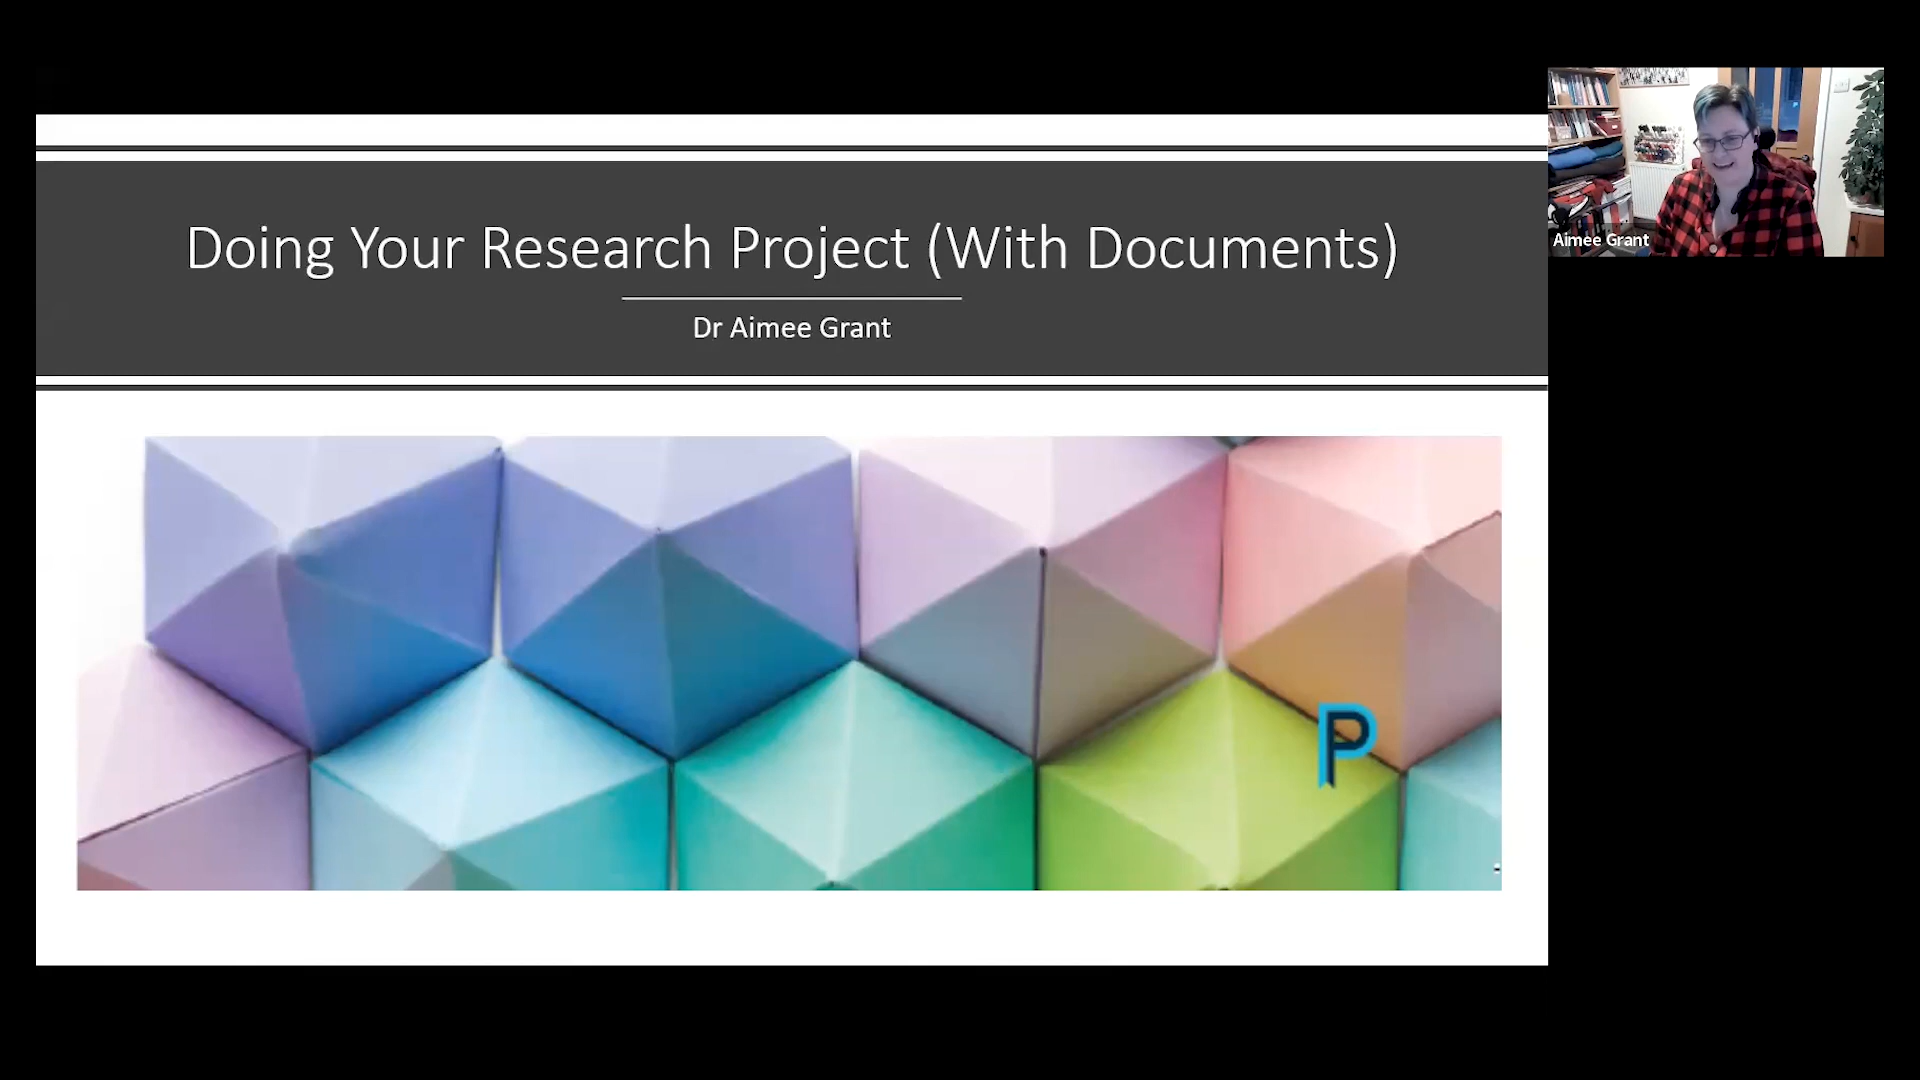 Doing Your Research Project (With Documents)
Dr Aimee Grant
P
Aimee Grant